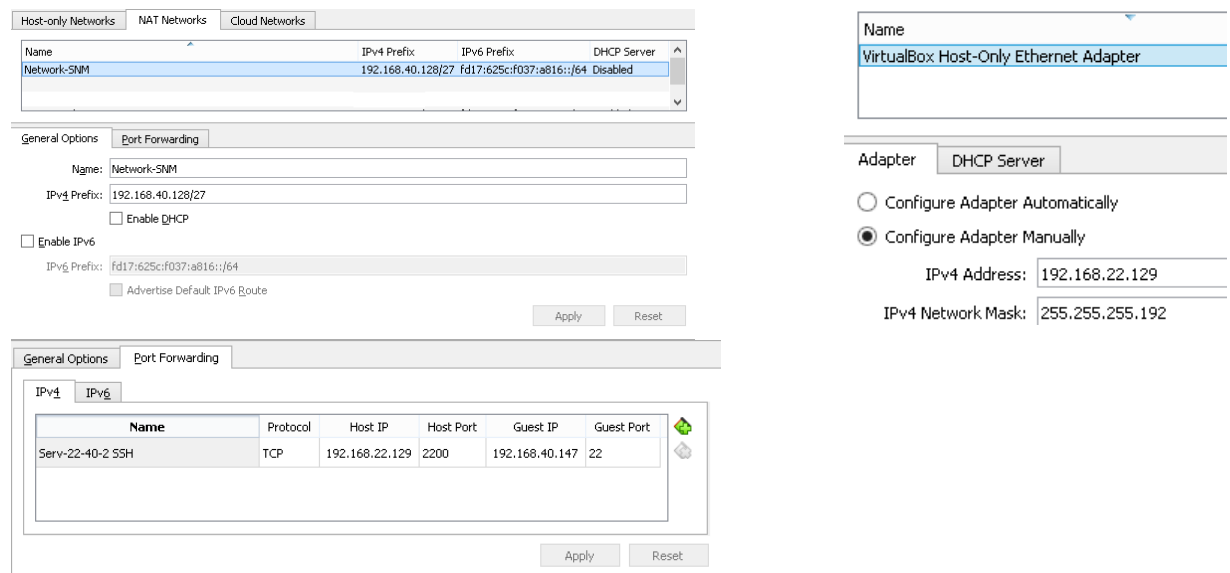 Host-only Networks NAT Networks Cloud Networks
Name IPv4 Prefix IPv6 Prefix DHCP Server
Network-SNM 192.168.40.128/27 fd17:625c:f037:a816::/64 Disabled
General Options Port Forwarding
Name: Network-SNM
IPv4 Prefix: 192.168.40.128/27
Enable DHCP
Enable IPv6
IPv6 Prefix: fd17:625c:f037:a816::/64
Advertise Default IPv6 Route
Apply Reset
General Options Port Forwarding
IPv4 IPv6
Name Protocol Host IP Host Port Guest IP Guest Port
Serv-22-40-2 SSH TCP 192.168.22.129 2200 192.168.40.147 22
Apply Reset
Name
VirtualBox Host-Only Ethernet Adapter
Adapter DHCP Server
Configure Adapter Automatically
Configure Adapter Manually
IPv4 Address: 192.168.22.129
IPv4 Network Mask: 255.255.255.192